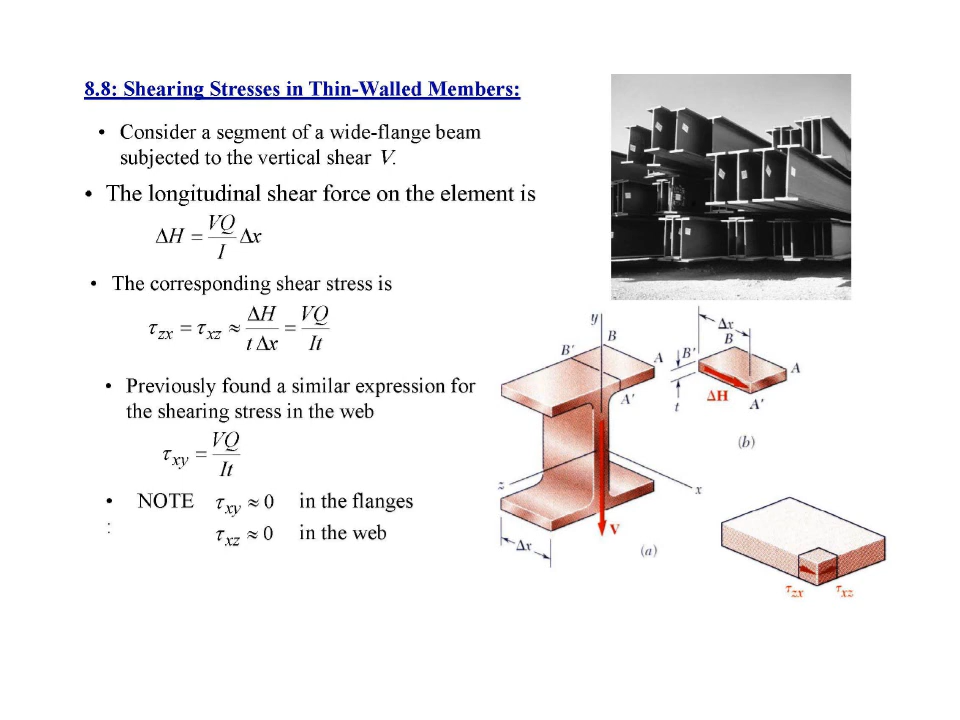 8.8: Shearing Stresses in Thin-Walled Members:
• Consider a segment of a wide-flange beam
subjected to the vertical shear V.
• The longitudinal shear force on the element is
ΔH = VQ/I Δx
• The corresponding shear stress is
τzx = τxz ≈ ΔH/(t Δx) = VQ/It
• Previously found a similar expression for
the shearing stress in the web
τxy = VQ/It
• NOTE τxy ≈ 0 in the flanges
:
τxz ≈ 0 in the web
y
B
B'
A
A'
z
x
V
Δx
(a)
Δx
B
B'
A
t
ΔH
A'
(b)
τzx τxz